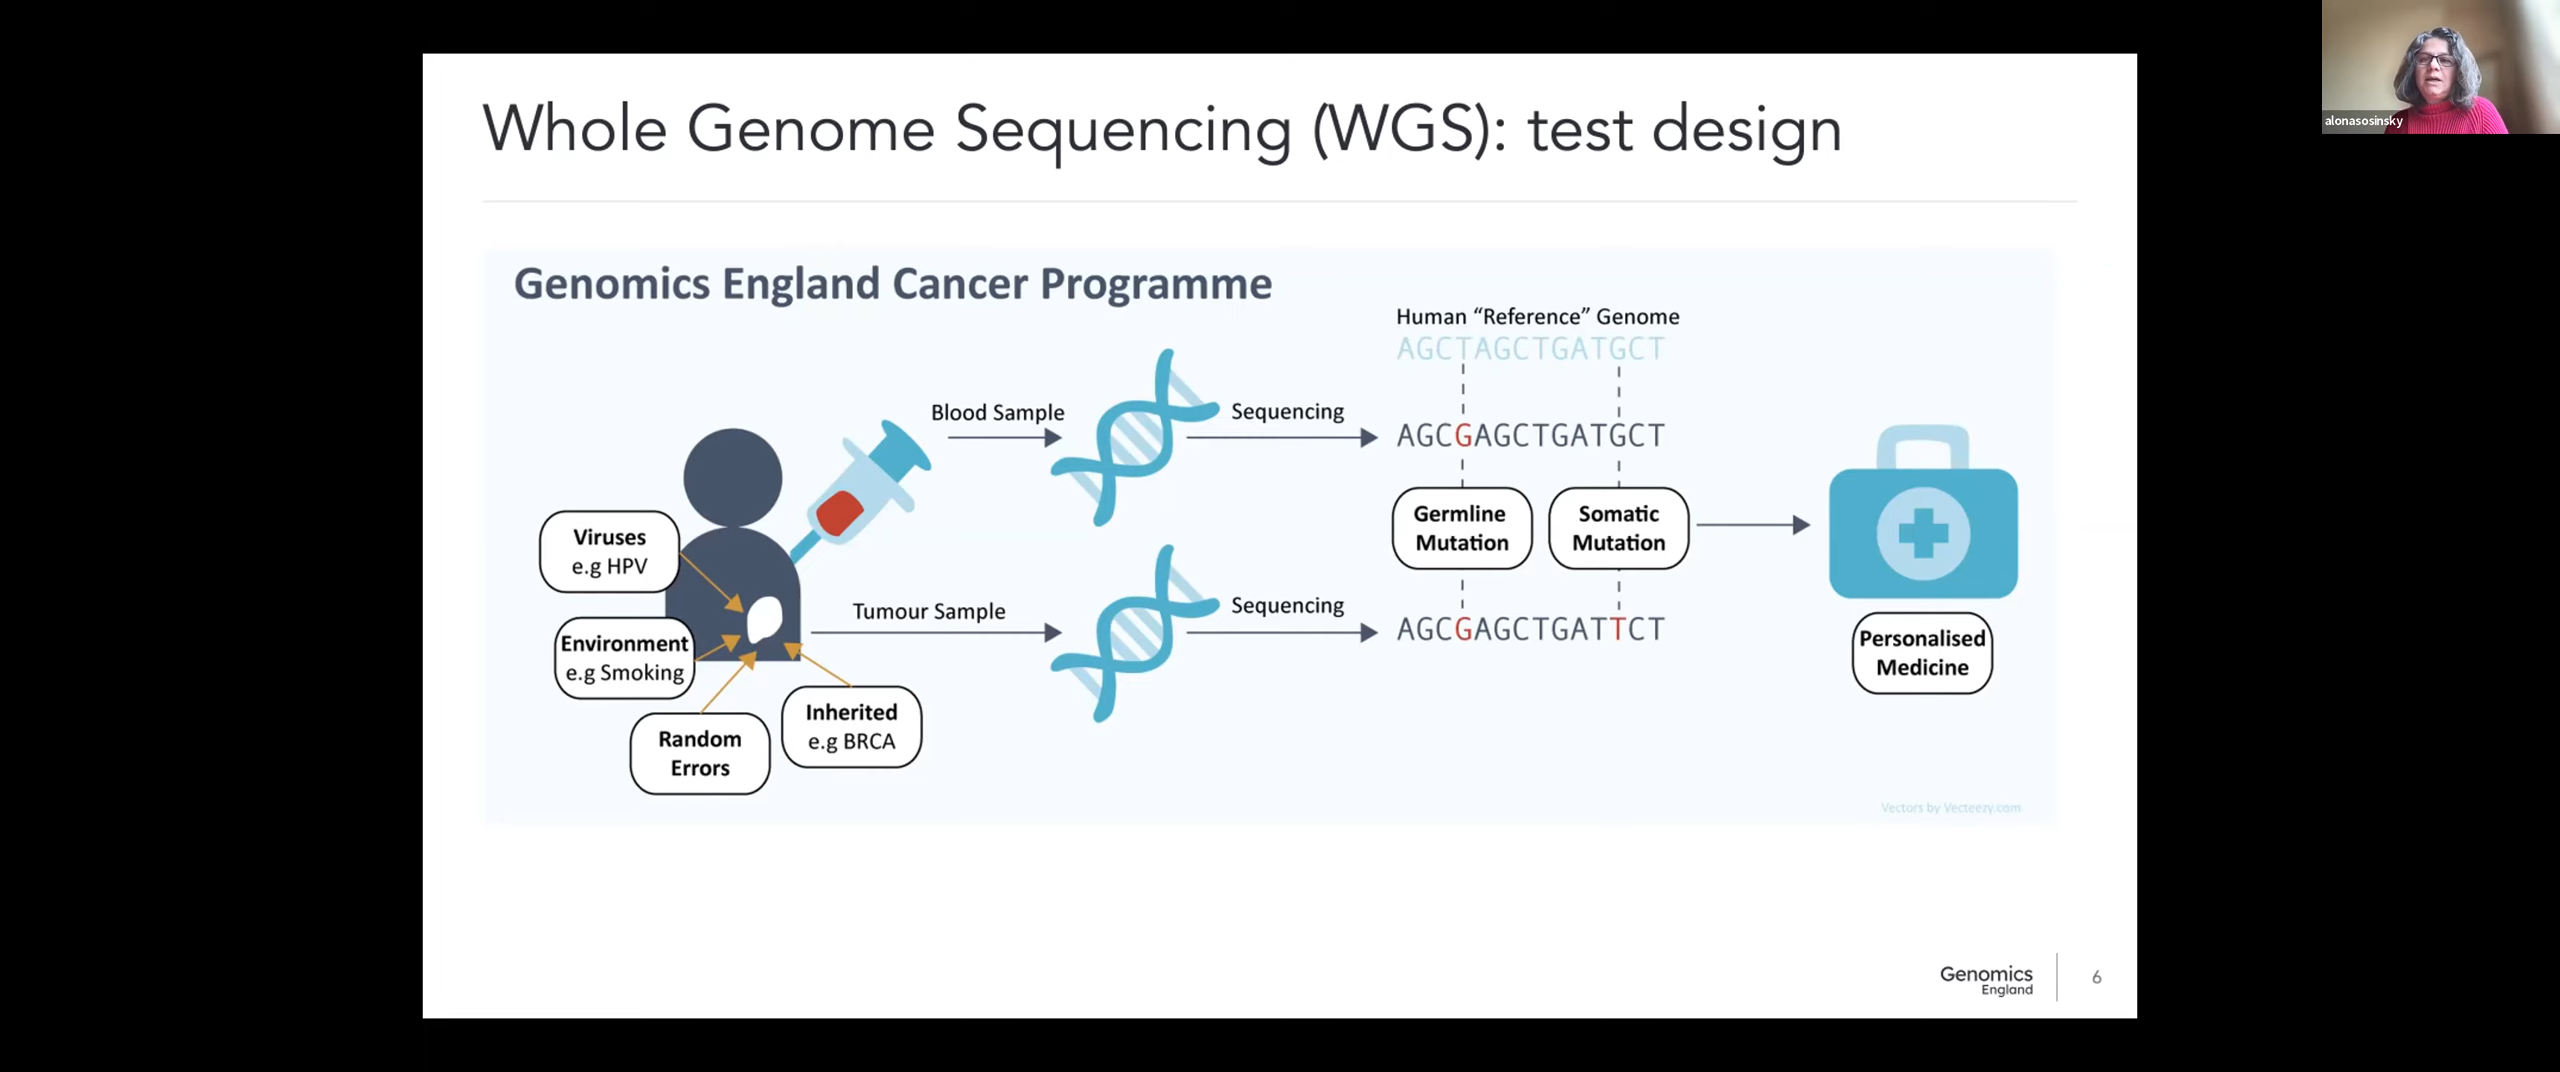 Whole Genome Sequencing (WGS): test design
alonasosinsky
Genomics England Cancer Programme
Human “Reference” Genome
AGCTAGCTGATGCT
Blood Sample
Sequencing
AGCGAGCTGATGCT
Germline
Mutation
Somatic
Mutation
Viruses
e.g HPV
Environment
e.g Smoking
Random
Errors
Inherited
e.g BRCA
Tumour Sample
Sequencing
AGCGAGCTGATTCT
Personalised
Medicine
Vectors by Vecteezy.com
Genomics
England
6